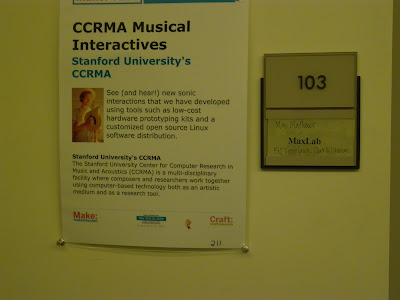 CCRMA Musical
Interactives
Stanford University's
CCRMA
See (and hear!) new sonic
interactions that we have developed
using tools such as low-cost
hardware prototyping kits and a
customized open source Linux
software distribution.
Stanford University's CCRMA
The Stanford University Center for Computer Research in
Music and Acoustics (CCRMA) is a multi-disciplinary
facility where composers and researchers work together
using computer-based technology both as an artistic
medium and as a research tool.
Make:
Craft:
211
103
Max Mathews
MaxLab